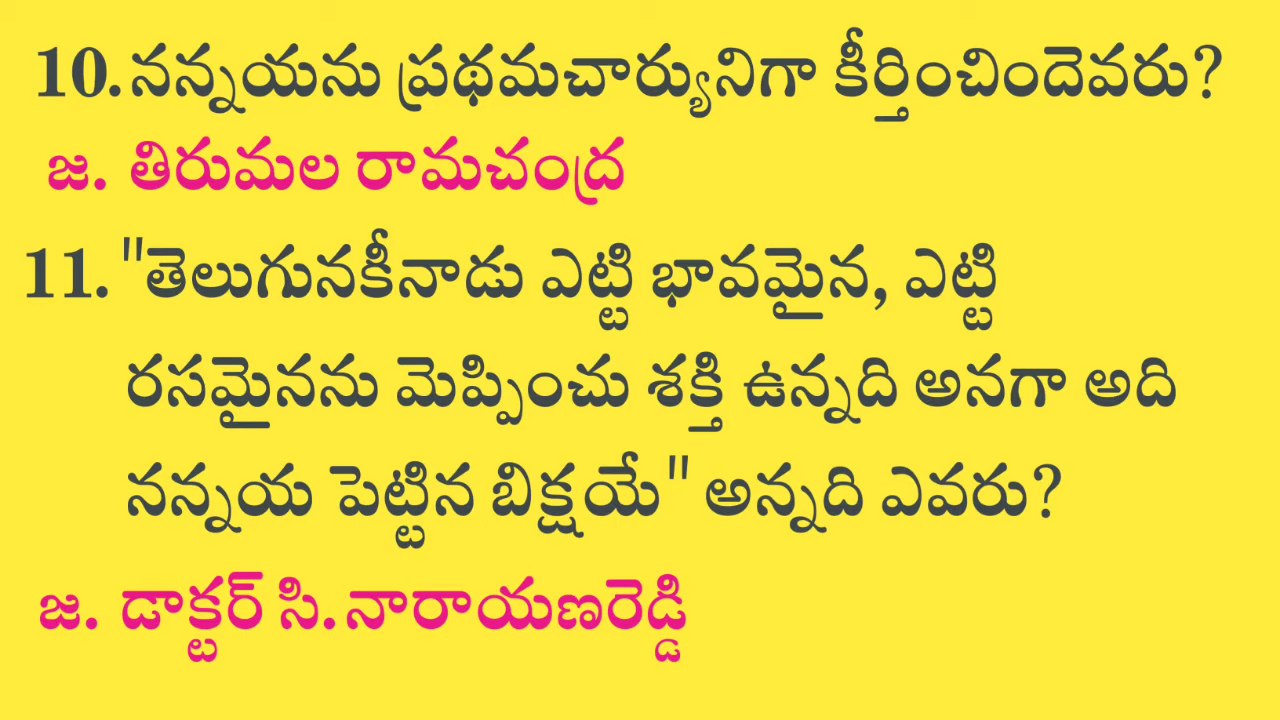 10. నన్నయను ప్రథమచార్యునిగా కీర్తించిందెవరు?
జ. తిరుమల రామచంద్ర
11. "తెలుగునకీనాడు ఎట్టి భావమైన, ఎట్టి
రసమైనను మెప్పించు శక్తి ఉన్నది అనగా అది
నన్నయ పెట్టిన బిక్షయే" అన్నది ఎవరు?
జ. డాక్టర్ సి.నారాయణరెడ్డి